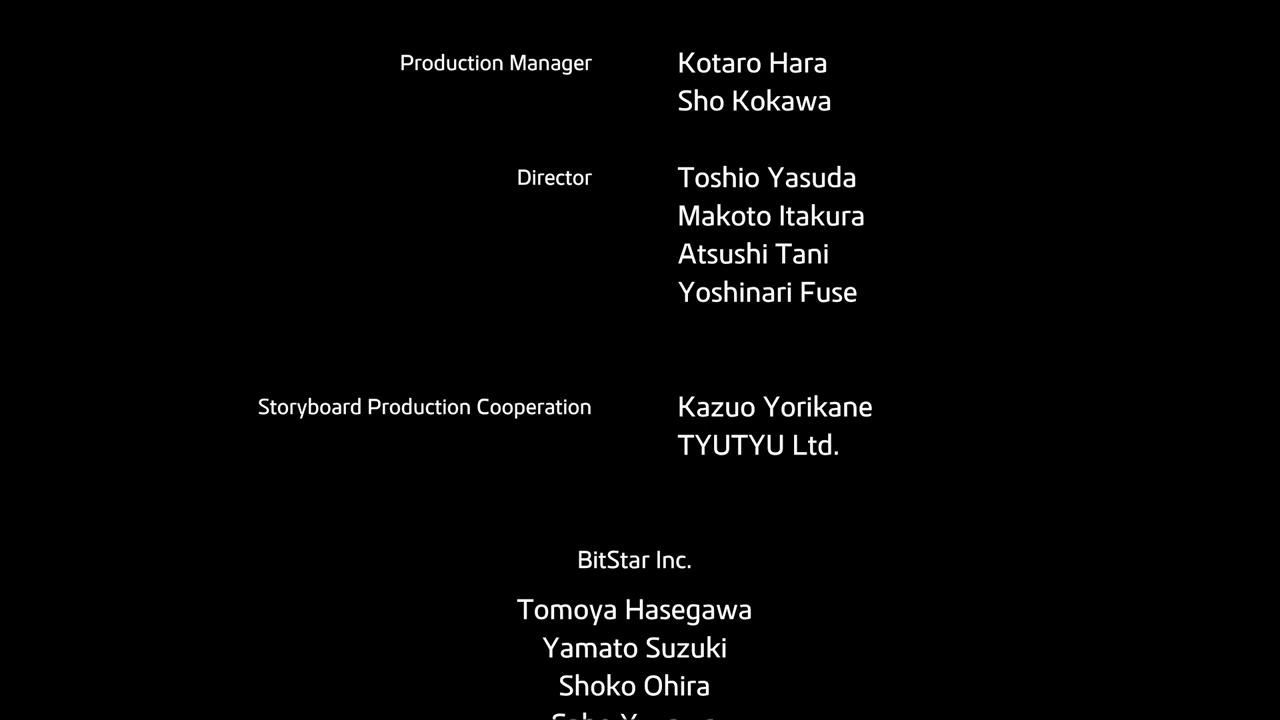 Production Manager Kotaro Hara
Sho Kokawa
Director Toshio Yasuda
Makoto Itakura
Atsushi Tani
Yoshinari Fuse
Storyboard Production Cooperation Kazuo Yorikane
TYUTYU Ltd.
BitStar Inc.
Tomoya Hasegawa
Yamato Suzuki
Shoko Ohira